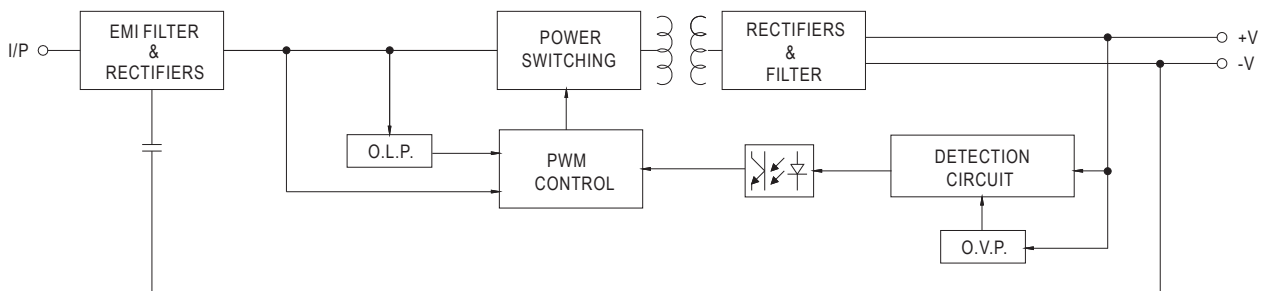 I/P
EMI FILTER
&
RECTIFIERS
POWER
SWITCHING
RECTIFIERS
&
FILTER
+V
-V
O.L.P.
PWM
CONTROL
DETECTION
CIRCUIT
O.V.P.